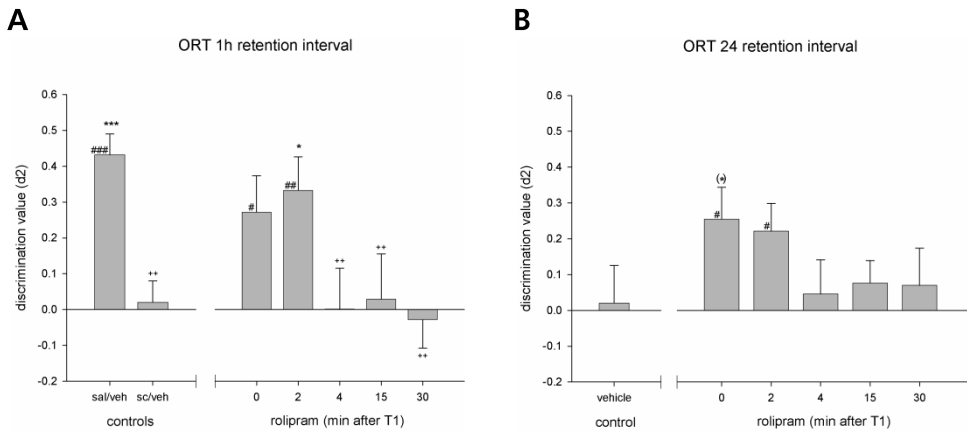 A
ORT 1h retention interval
discrimination value (d2)
0.6
0.5
0.4
0.3
0.2
0.1
0.0
-0.1
-0.2
***
###
++
#
*
##
++
++
++
sal/veh sc/veh
0 2 4 15 30
controls
rolipram (min after T1)
B
ORT 24 retention interval
discrimination value (d2)
0.6
0.5
0.4
0.3
0.2
0.1
0.0
-0.1
-0.2
(*)
#
#
vehicle
0 2 4 15 30
control
rolipram (min after T1)